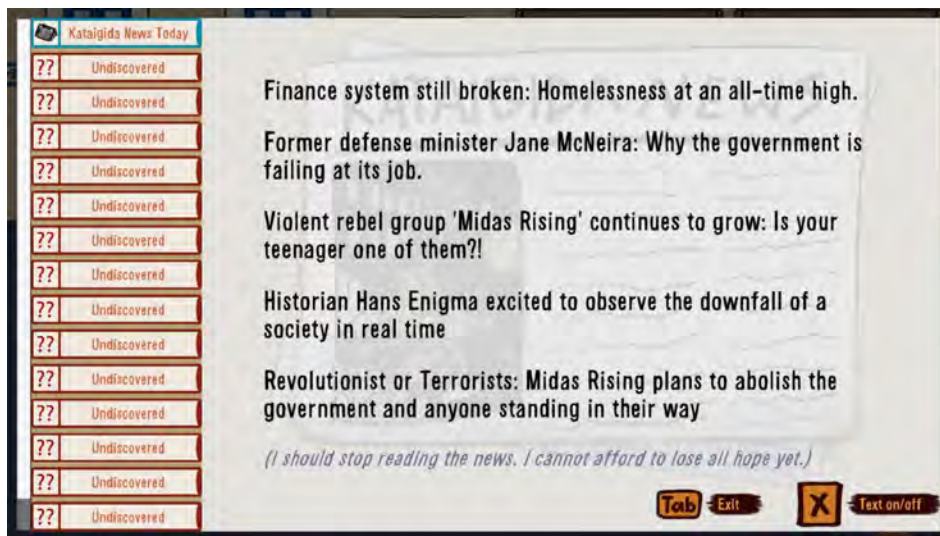 Kataigida News Today
?? Undiscovered
?? Undiscovered
?? Undiscovered
?? Undiscovered
?? Undiscovered
?? Undiscovered
?? Undiscovered
?? Undiscovered
?? Undiscovered
?? Undiscovered
?? Undiscovered
?? Undiscovered
?? Undiscovered
?? Undiscovered
KATAIGIDA NEWS
Finance system still broken: Homelessness at an all-time high.
Former defense minister Jane McNeira: Why the government is
failing at its job.
Violent rebel group 'Midas Rising' continues to grow: Is your
teenager one of them?!
Historian Hans Enigma excited to observe the downfall of a
society in real time
Revolutionist or Terrorists: Midas Rising plans to abolish the
government and anyone standing in their way
(I should stop reading the news. I cannot afford to lose all hope yet.)
Tab Exit
X Text on/off